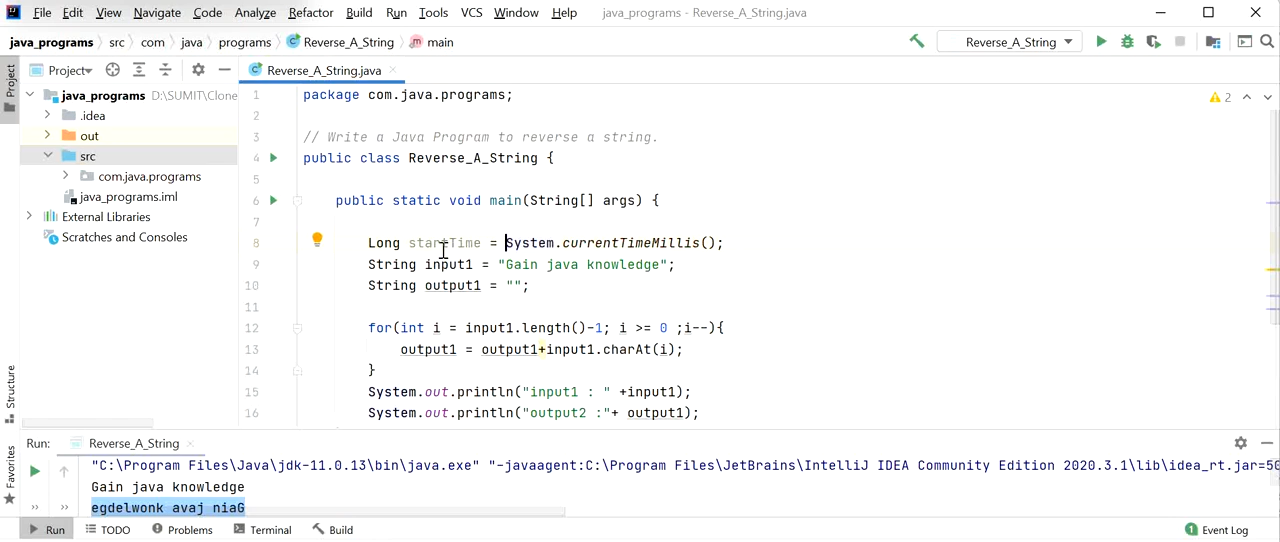 File Edit View Navigate Code Analyze Refactor Build Run Tools VCS Window Help java_programs - Reverse_A_String.java
java_programs src com java programs Reverse_A_String main Reverse_A_String
Project Reverse_A_String.java
Project
java_programs D:\SUMIT\Clone
.idea
out
src
com.java.programs
java_programs.iml
External Libraries
Scratches and Consoles
2
1 package com.java.programs;
2
3 // Write a Java Program to reverse a string.
4 public class Reverse_A_String {
5
6 public static void main(String[] args) {
7
8 Long startTime = System.currentTimeMillis();
9 String input1 = "Gain java knowledge";
10 String output1 = "";
11
12 for(int i = input1.length()-1; i >= 0 ;i--){
13 output1 = output1+input1.charAt(i);
14 }
15 System.out.println("input1 : " +input1);
16 System.out.println("output2 :"+ output1);
Structure
Favorites
Run: Reverse_A_String
"C:\Program Files\Java\jdk-11.0.13\bin\java.exe" "-javaagent:C:\Program Files\JetBrains\IntelliJ IDEA Community Edition 2020.3.1\lib\idea_rt.jar=50
Gain java knowledge
egdelwonk avaj niaG
Run TODO Problems Terminal Build 1 Event Log